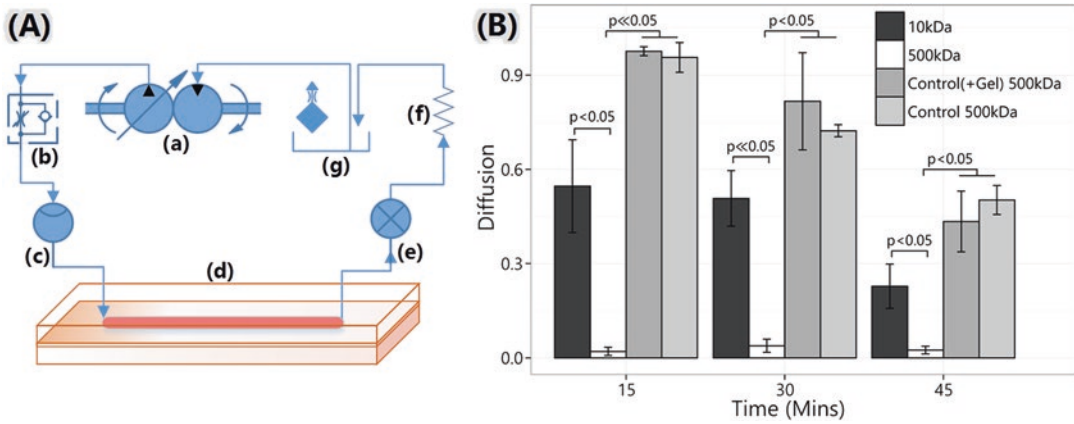 (A)
(a)
(b)
(c)
(d)
(e)
(f)
(g)
(B)
Diffusion
0.9
0.6
0.3
0.0
p≪0.05
p<0.05
p<0.05
p≪0.05
p<0.05
p<0.05
10kDa
500kDa
Control(+Gel) 500kDa
Control 500kDa
15
30
45
Time (Mins)